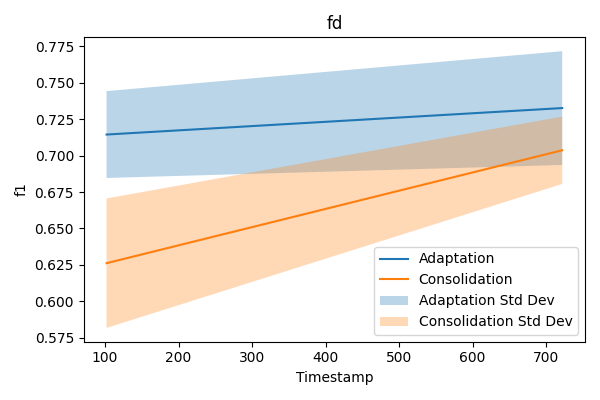 fd
0.775
0.750
0.725
0.700
0.675
0.650
0.625
0.600
0.575
f1
Adaptation
Consolidation
Adaptation Std Dev
Consolidation Std Dev
100 200 300 400 500 600 700
Timestamp